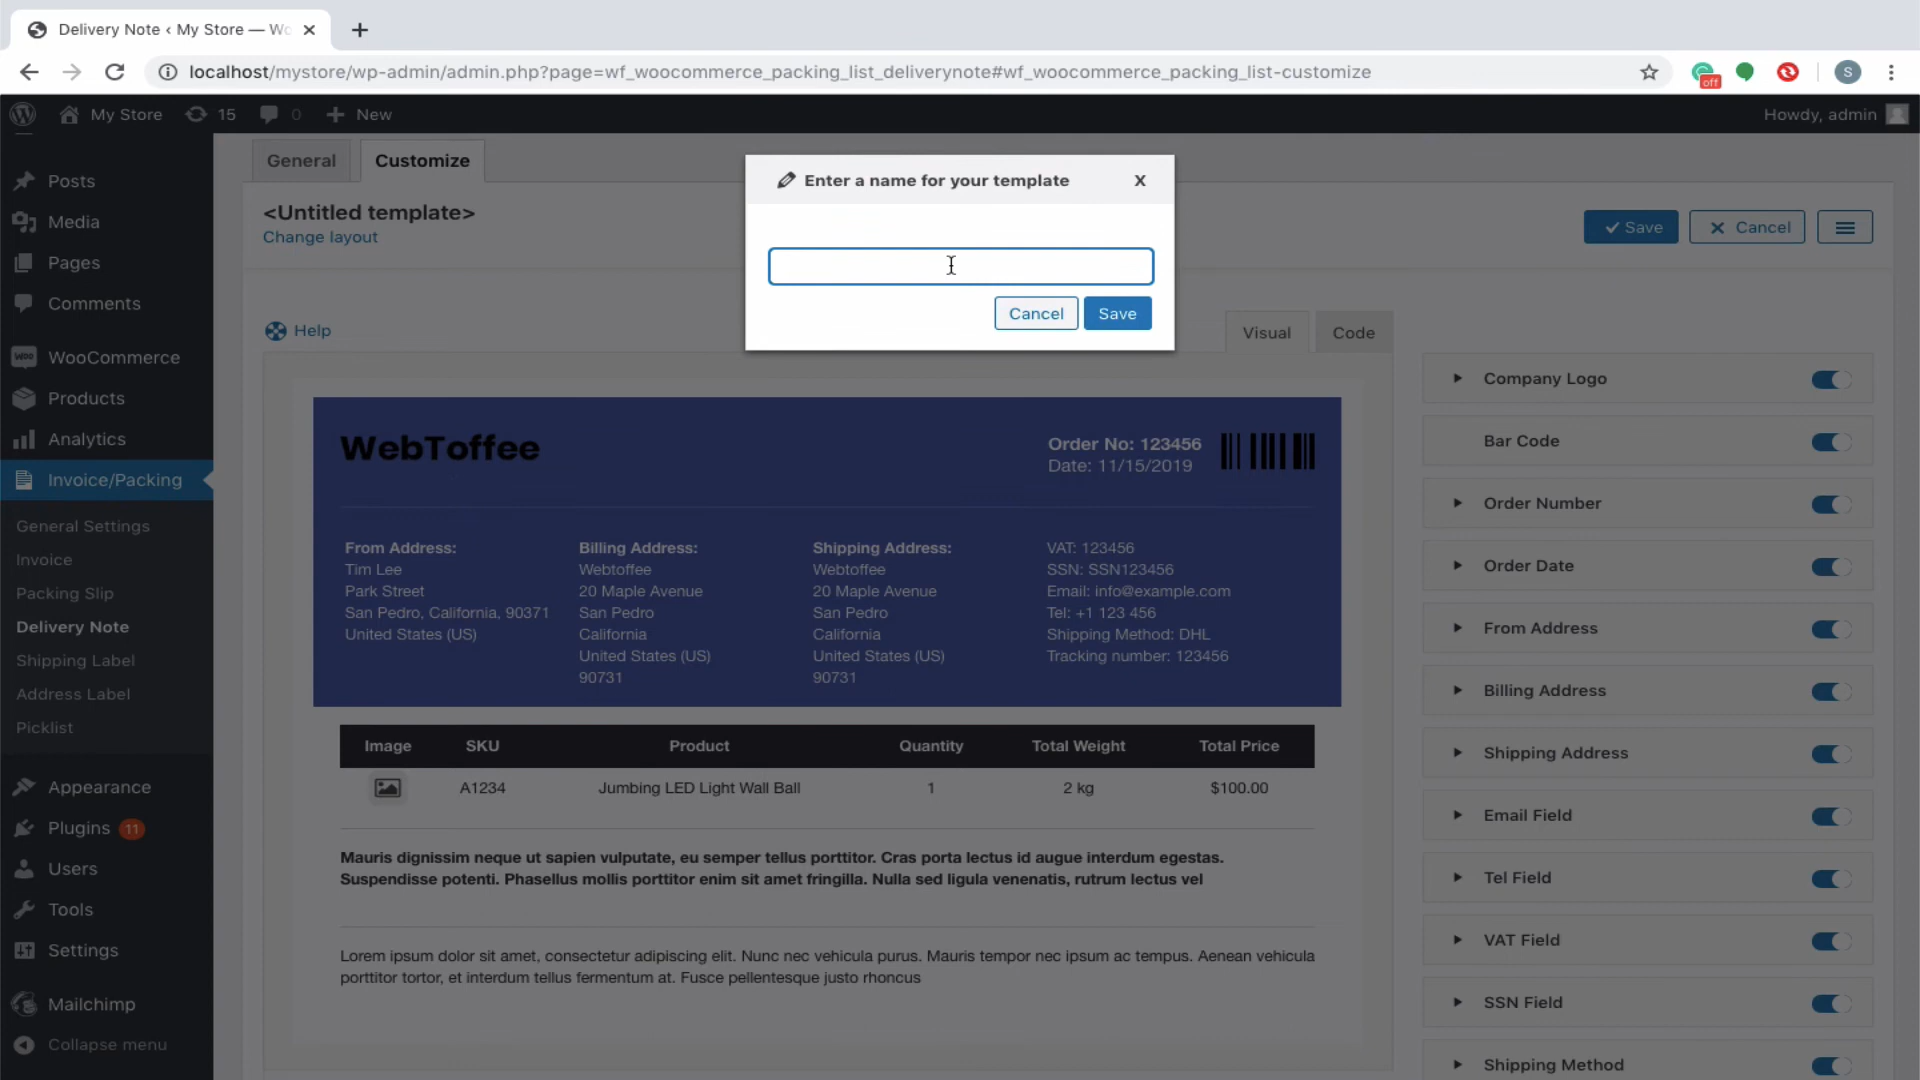 Delivery Note ‹ My Store — Wo
localhost/mystore/wp-admin/admin.php?page=wf_woocommerce_packing_list_deliverynote#wf_woocommerce_packing_list-customize
off
S
My Store
15
0
New
Howdy, admin
Posts
Media
Pages
Comments
WooCommerce
Products
Analytics
Invoice/Packing
General Settings
Invoice
Packing Slip
Delivery Note
Shipping Label
Address Label
Picklist
Appearance
Plugins 11
Users
Tools
Settings
Mailchimp
Collapse menu
General
Customize
<Untitled template>
Change layout
Save
Cancel
Enter a name for your template
X
Cancel
Save
Help
Visual
Code
WebToffee
Order No: 123456
Date: 11/15/2019
From Address:
Tim Lee
Park Street
San Pedro, California, 90371
United States (US)
Billing Address:
Webtoffee
20 Maple Avenue
San Pedro
California
United States (US)
90731
Shipping Address:
Webtoffee
20 Maple Avenue
San Pedro
California
United States (US)
90731
VAT: 123456
SSN: SSN123456
Email: info@example.com
Tel: +1 123 456
Shipping Method: DHL
Tracking number: 123456
Image SKU Product Quantity Total Weight Total Price
A1234 Jumbing LED Light Wall Ball 1 2 kg $100.00
Mauris dignissim neque ut sapien vulputate, eu semper tellus porttitor. Cras porta lectus id augue interdum egestas.
Suspendisse potenti. Phasellus mollis porttitor enim sit amet fringilla. Nulla sed ligula venenatis, rutrum lectus vel
Lorem ipsum dolor sit amet, consectetur adipiscing elit. Nunc nec vehicula purus. Mauris tempor nec ipsum ac tempus. Aenean vehicula
porttitor tortor, et interdum tellus fermentum at. Fusce pellentesque justo rhoncus
Company Logo
Bar Code
Order Number
Order Date
From Address
Billing Address
Shipping Address
Email Field
Tel Field
VAT Field
SSN Field
Shipping Method